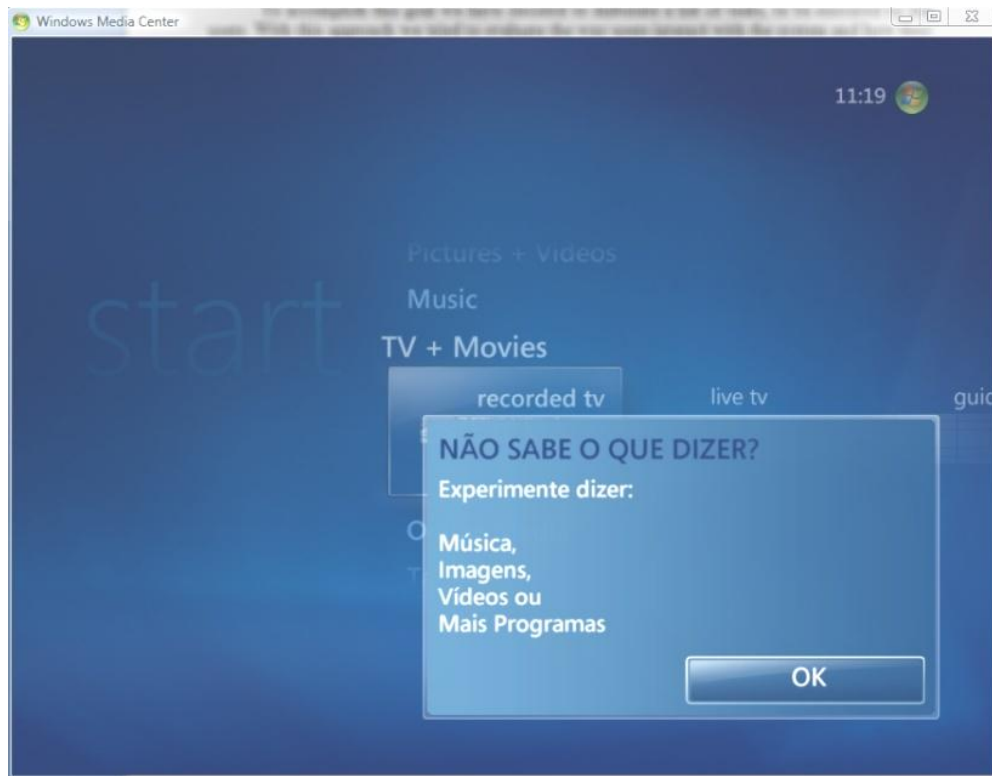 Windows Media Center
11:19
start
Pictures + Videos
Music
TV + Movies
recorded tv
live tv
guid
NÃO SABE O QUE DIZER?
Experimente dizer:
Música,
Imagens,
Vídeos ou
Mais Programas
OK